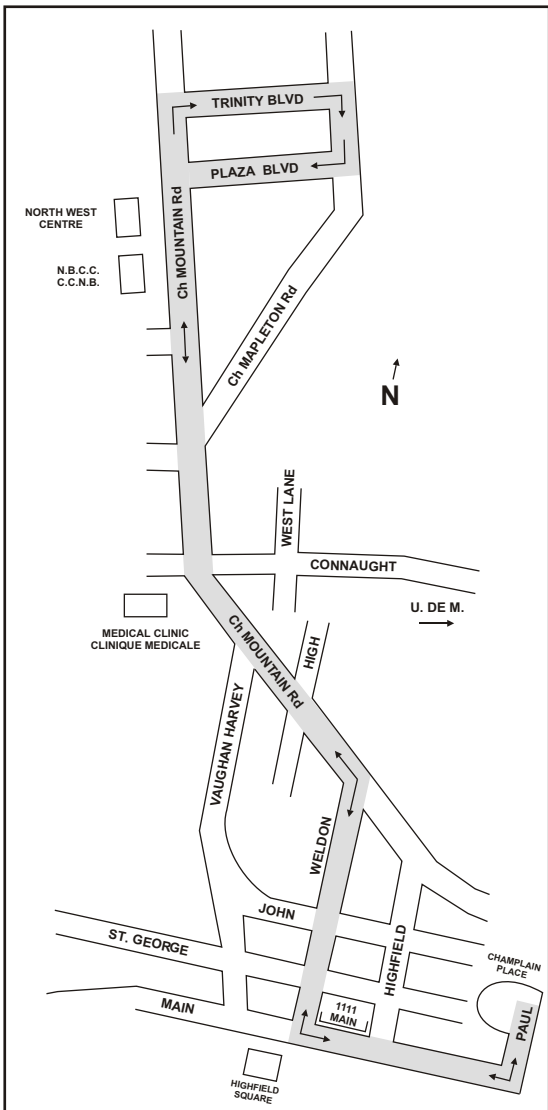 TRINITY BLVD
PLAZA BLVD
NORTH WEST
CENTRE
N.B.C.C.
C.C.N.B.
Ch MOUNTAIN Rd
Ch MAPLETON Rd
N
WEST LANE
CONNAUGHT
U. DE M.
MEDICAL CLINIC
CLINIQUE MEDICALE
Ch MOUNTAIN Rd
HIGH
VAUGHAN HARVEY
WELDON
JOHN
ST. GEORGE
HIGHFIELD
CHAMPLAIN
PLACE
MAIN
1111
MAIN
PAUL
HIGHFIELD
SQUARE